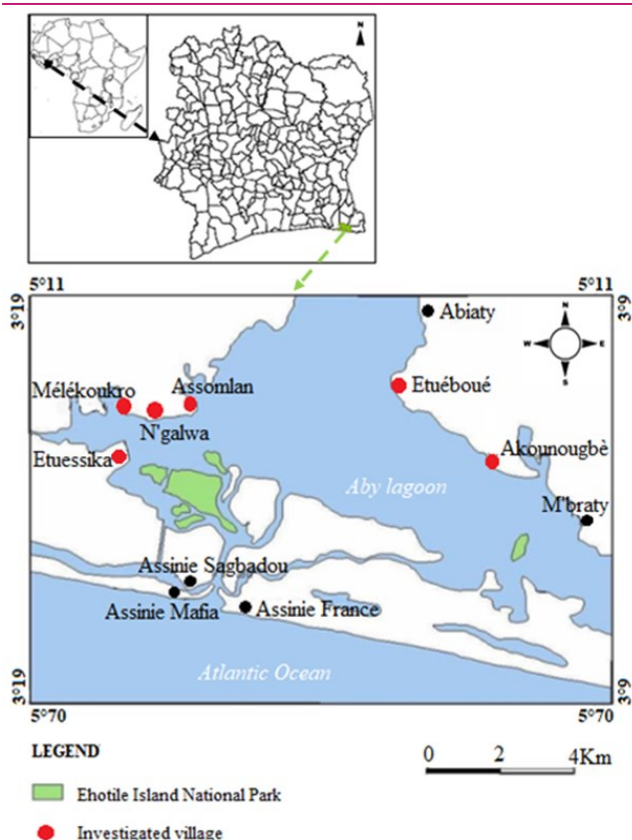 N
5°11
5°11
3°19
3°9
Abiaty
N
W
E
S
Mélékoukro
Assomlan
Etuéboué
N'galwa
Akounougbè
Etuessika
Aby lagoon
M'braty
Assinie Sagbadou
Assinie Mafia
Assinie France
Atlantic Ocean
3°19
3°9
5°70
5°70
LEGEND
0 2 4Km
Ehotile Island National Park
Investigated village